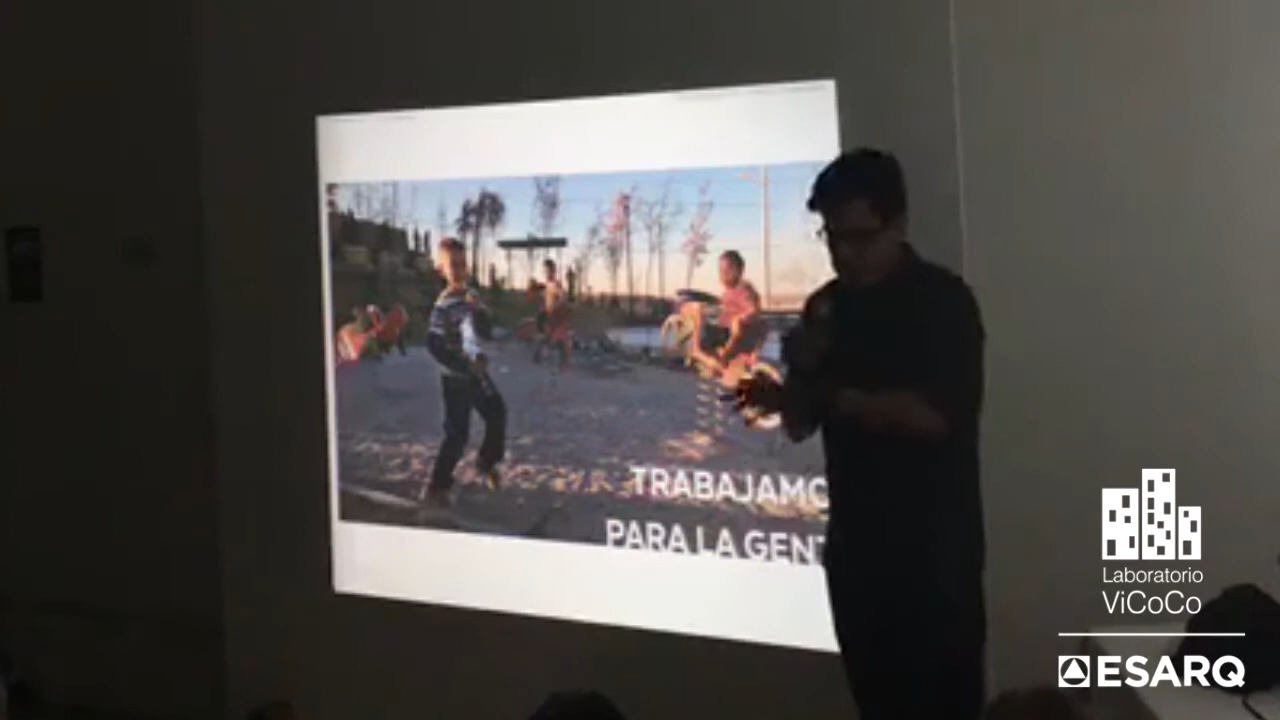 TRABAJAMO
PARA LA GENT
Laboratorio
ViCoCo
ESARQ